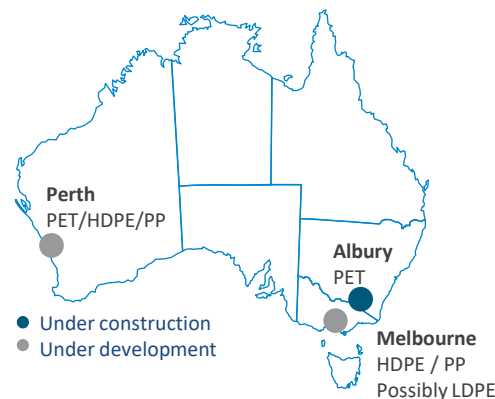 Perth
PET/HDPE/PP
Albury
PET
Under construction
Under development
Melbourne
HDPE / PP
Possibly LDPE